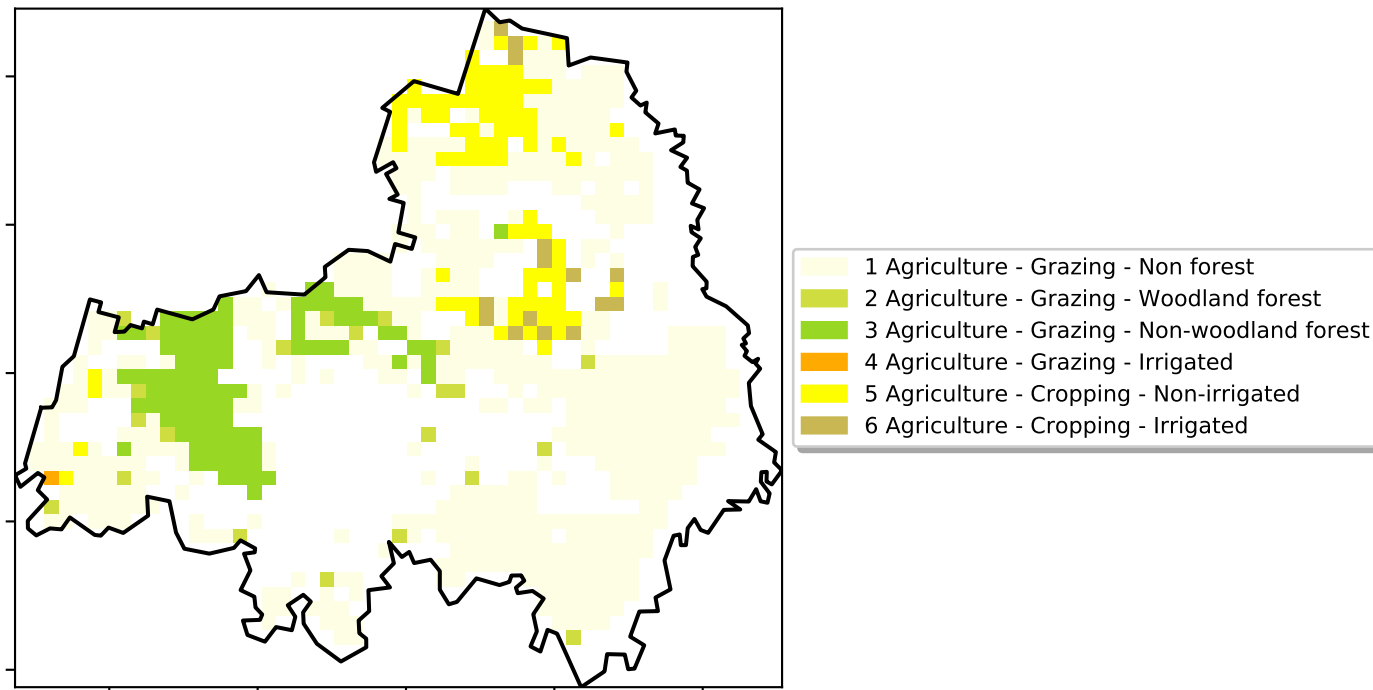 1 Agriculture - Grazing - Non forest
2 Agriculture - Grazing - Woodland forest
3 Agriculture - Grazing - Non-woodland forest
4 Agriculture - Grazing - Irrigated
5 Agriculture - Cropping - Non-irrigated
6 Agriculture - Cropping - Irrigated